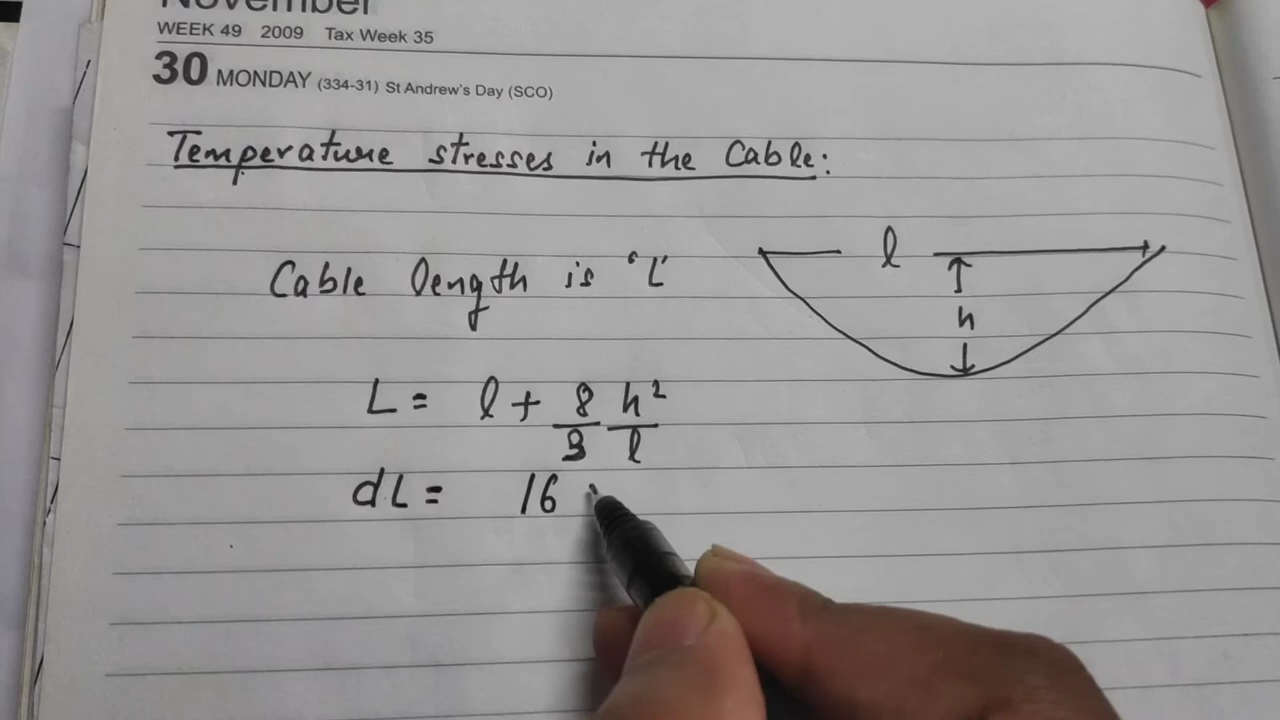 November
WEEK 49 2009 Tax Week 35
30 MONDAY (334-31) St Andrew's Day (SCO)
Temperature stresses in the Cable:
Cable length is 'L'
l
h
L = l + 8/3 h²/l
dL = 16